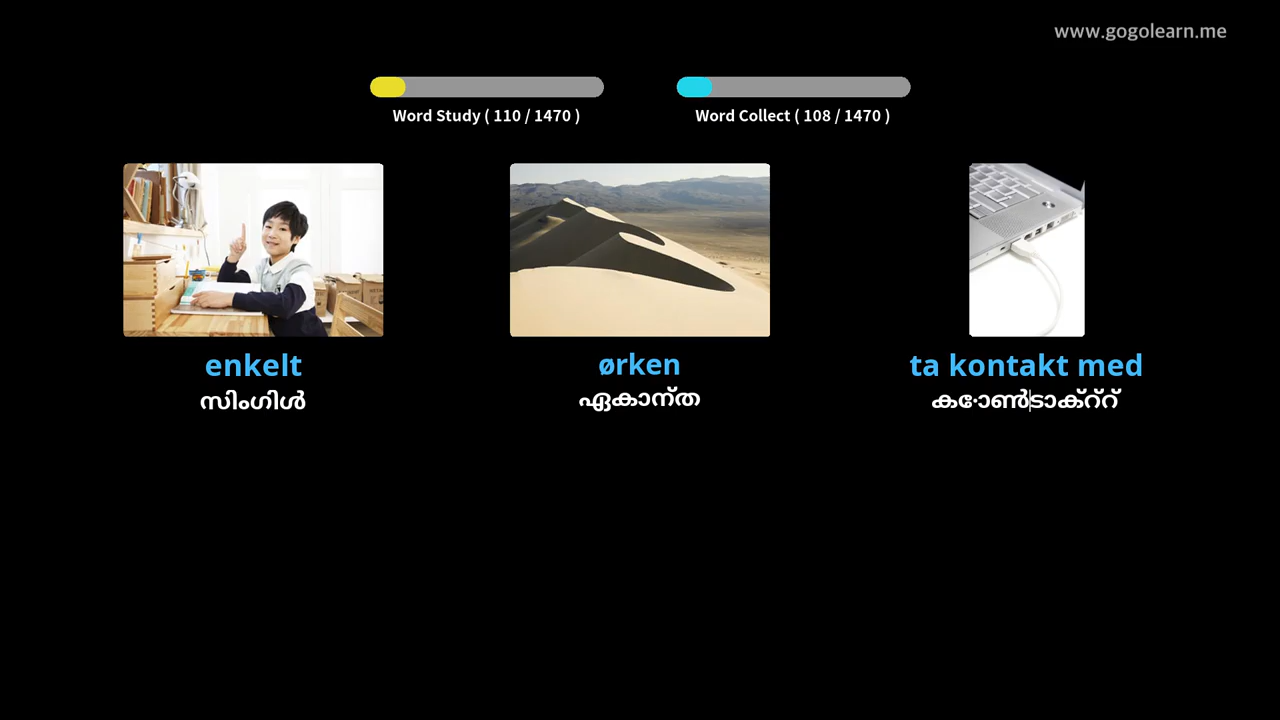 www.gogolearn.me
Word Study ( 110 / 1470 )
Word Collect ( 108 / 1470 )
enkelt
ørken
ta kontakt med
സിംഗിൾ
ഏകാന്ത
കോൺടാക്റ്റ്